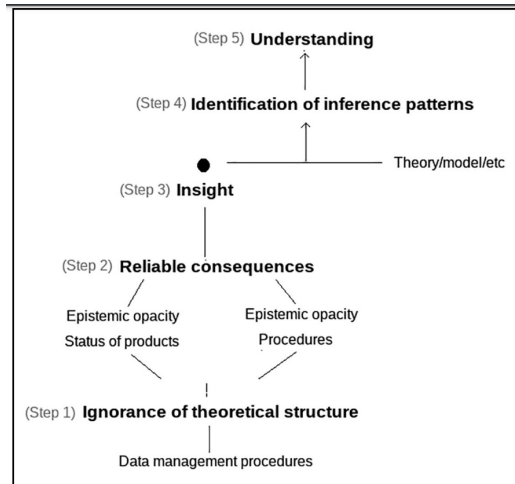 (Step 5) Understanding
(Step 4) Identification of inference patterns
Theory/model/etc
(Step 3) Insight
(Step 2) Reliable consequences
Epistemic opacity
Status of products
Epistemic opacity
Procedures
(Step 1) Ignorance of theoretical structure
Data management procedures